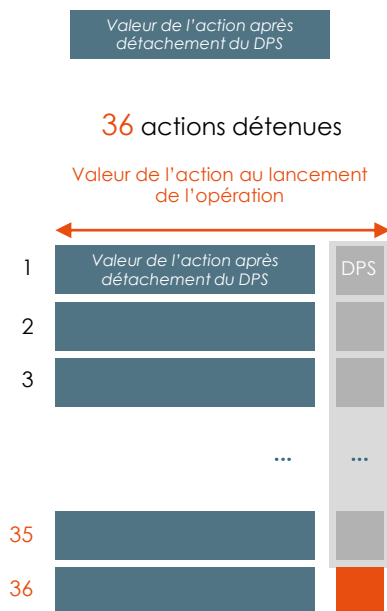 Valeur de l'action après
détachement du DPS
36 actions détenues
Valeur de l'action au lancement
de l'opération
1
Valeur de l'action après
détachement du DPS
DPS
2
3
... ...
35
36